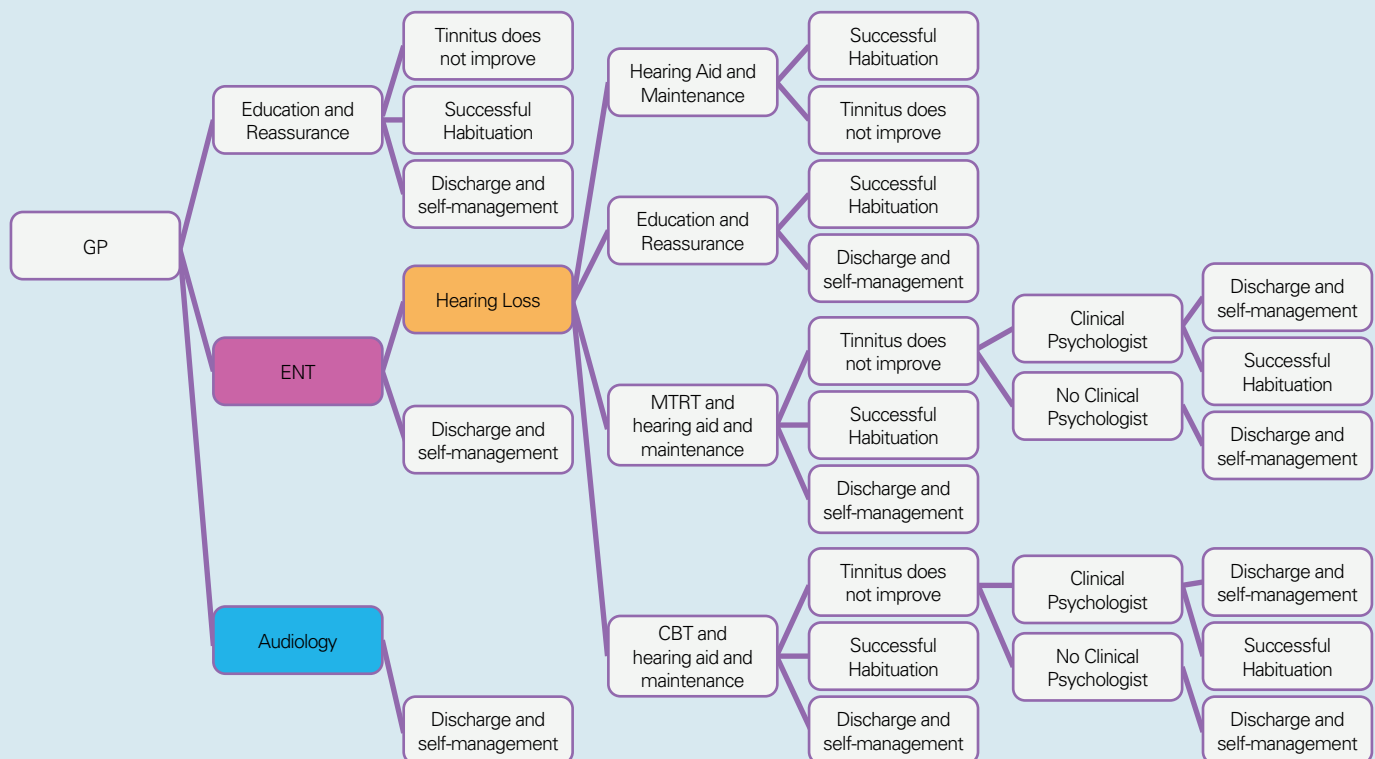 GP
Education and
Reassurance
ENT
Audiology
Tinnitus does
not improve
Successful
Habituation
Discharge and
self-management
Hearing Loss
Discharge and
self-management
Discharge and
self-management
Hearing Aid and
Maintenance
Education and
Reassurance
MTRT and
hearing aid and
maintenance
CBT and
hearing aid and
maintenance
Successful
Habituation
Tinnitus does
not improve
Successful
Habituation
Discharge and
self-management
Tinnitus does
not improve
Successful
Habituation
Discharge and
self-management
Tinnitus does
not improve
Successful
Habituation
Discharge and
self-management
Clinical
Psychologist
No Clinical
Psychologist
Clinical
Psychologist
No Clinical
Psychologist
Discharge and
self-management
Successful
Habituation
Discharge and
self-management
Discharge and
self-management
Successful
Habituation
Discharge and
self-management